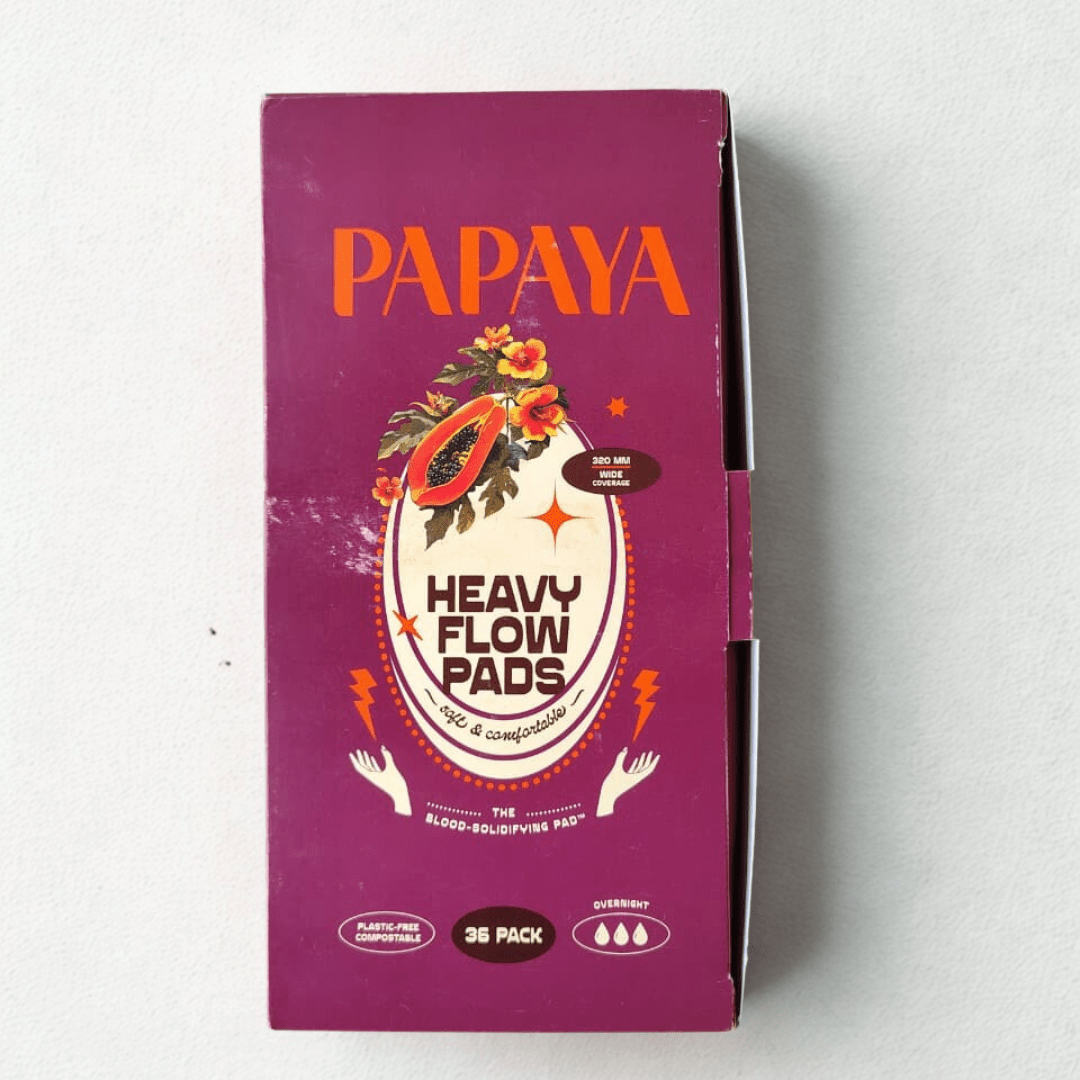 PAPAYA
320 MM
WIDE
COVERAGE
HEAVY
FLOW
PADS
soft & comfortable
THE
BLOOD-SOLIDIFYING PAD™
PLASTIC-FREE
COMPOSTABLE
36 PACK
OVERNIGHT